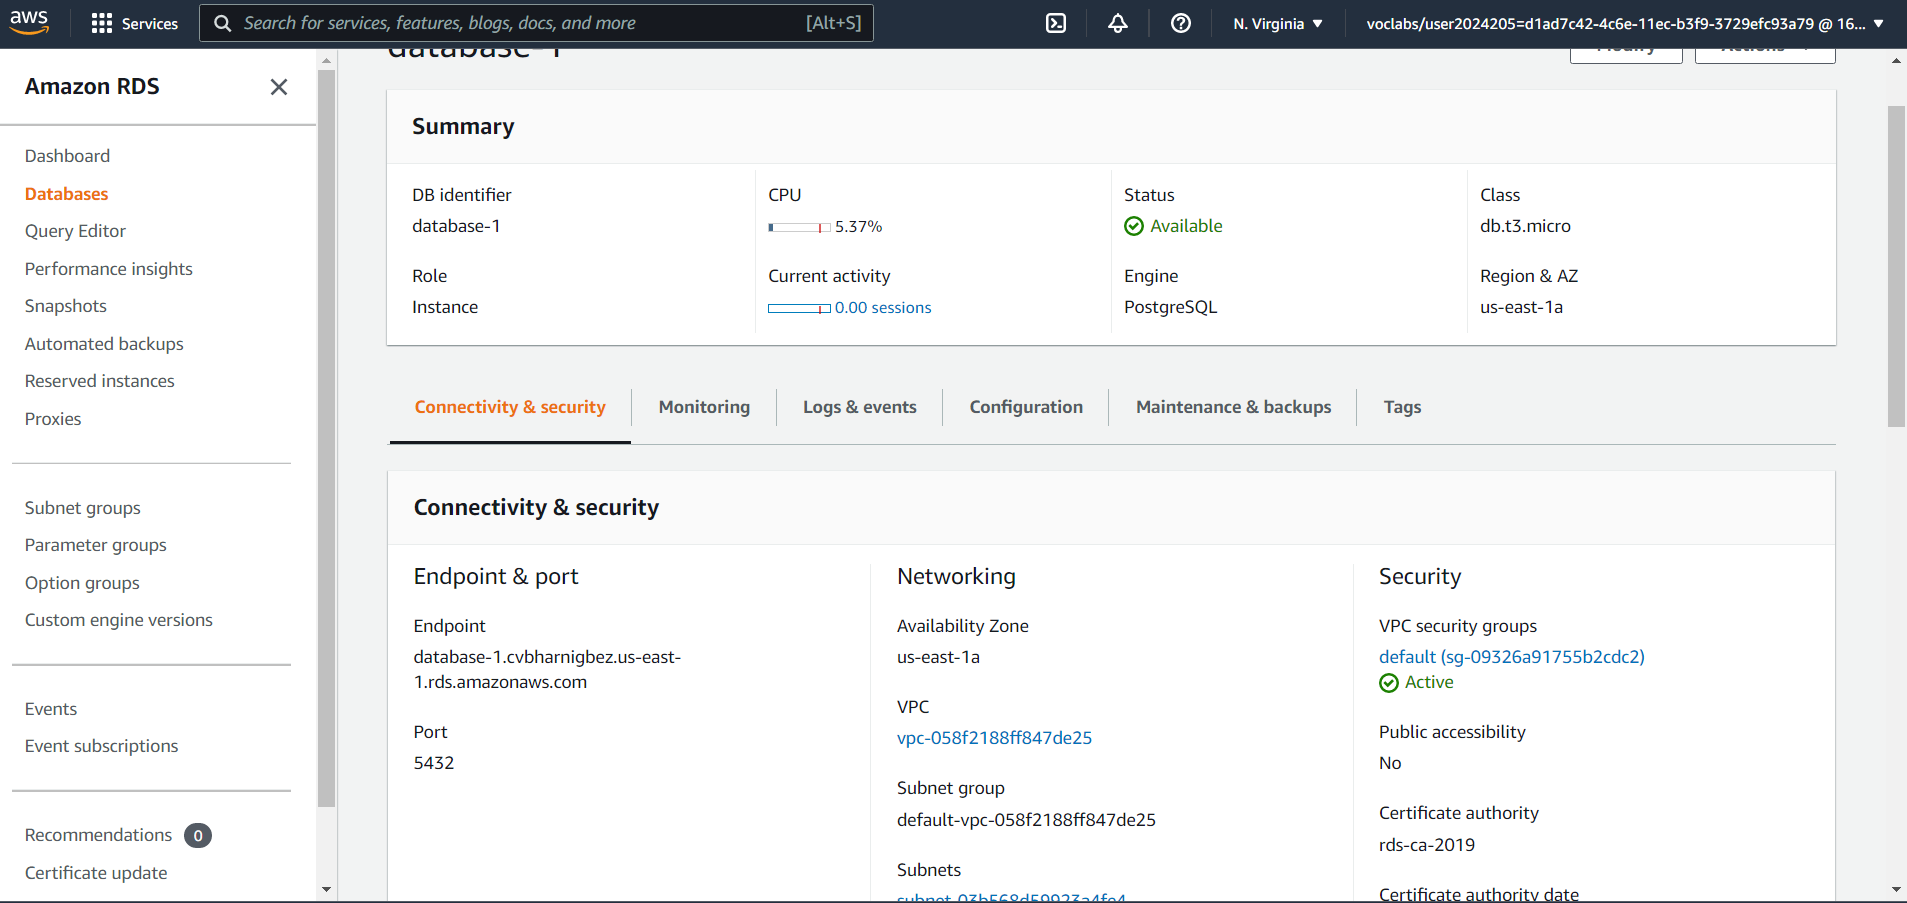 aws
Services
Search for services, features, blogs, docs, and more
[Alt+S]
N. Virginia
voclabs/user2024205=d1ad7c42-4c6e-11ec-b3f9-3729efc93a79 @ 16...
Amazon RDS
Dashboard
Databases
Query Editor
Performance insights
Snapshots
Automated backups
Reserved instances
Proxies
Subnet groups
Parameter groups
Option groups
Custom engine versions
Events
Event subscriptions
Recommendations 0
Certificate update
database-1
Modify
Actions
Summary
DB identifier
database-1
CPU
5.37%
Status
Available
Class
db.t3.micro
Role
Instance
Current activity
0.00 sessions
Engine
PostgreSQL
Region & AZ
us-east-1a
Connectivity & security
Monitoring
Logs & events
Configuration
Maintenance & backups
Tags
Connectivity & security
Endpoint & port
Endpoint
database-1.cvbharnigbez.us-east-
1.rds.amazonaws.com
Port
5432
Networking
Availability Zone
us-east-1a
VPC
vpc-058f2188ff847de25
Subnet group
default-vpc-058f2188ff847de25
Subnets
subnet-03b568d59923a4fe4
Security
VPC security groups
default (sg-09326a91755b2cdc2)
Active
Public accessibility
No
Certificate authority
rds-ca-2019
Certificate authority date